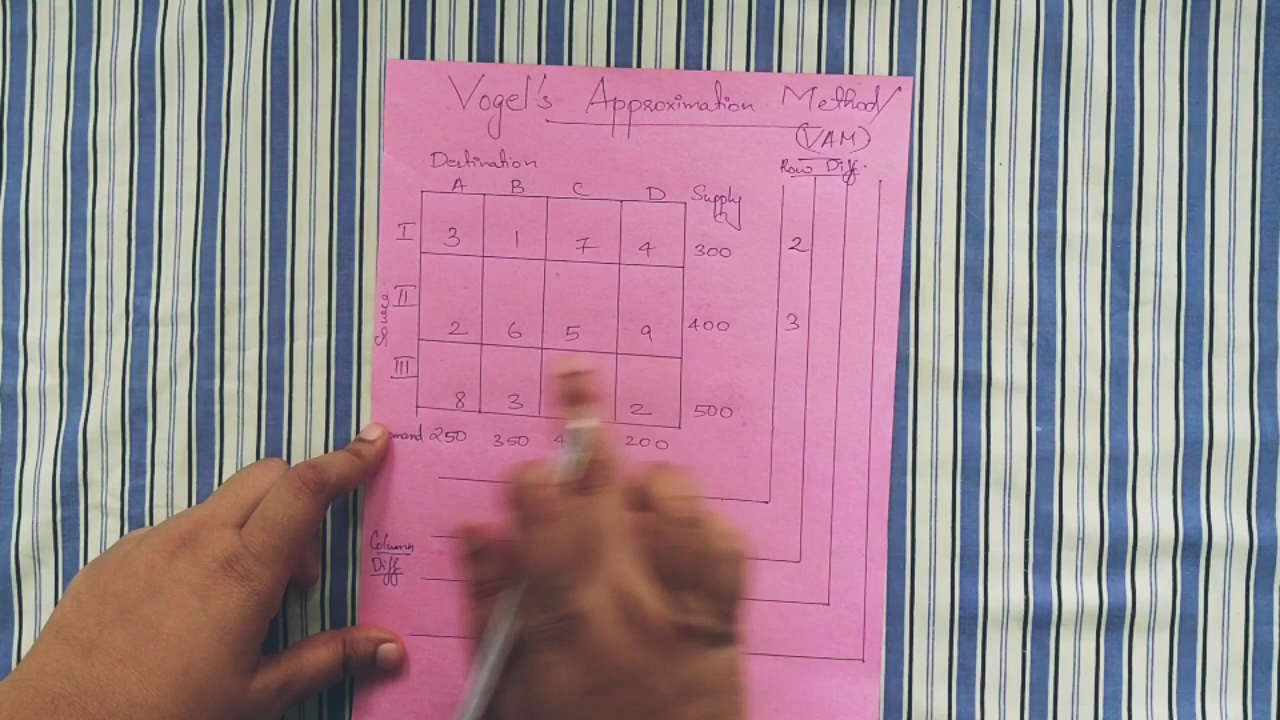 Vogel's Approximation Method
(VAM)
Destination
Row Diff.
A B C D Supply
I 3 1 7 4 300 2
Source.
II 2 6 5 9 400 3
III 8 3 2 500
250 350 200
Column
Diff